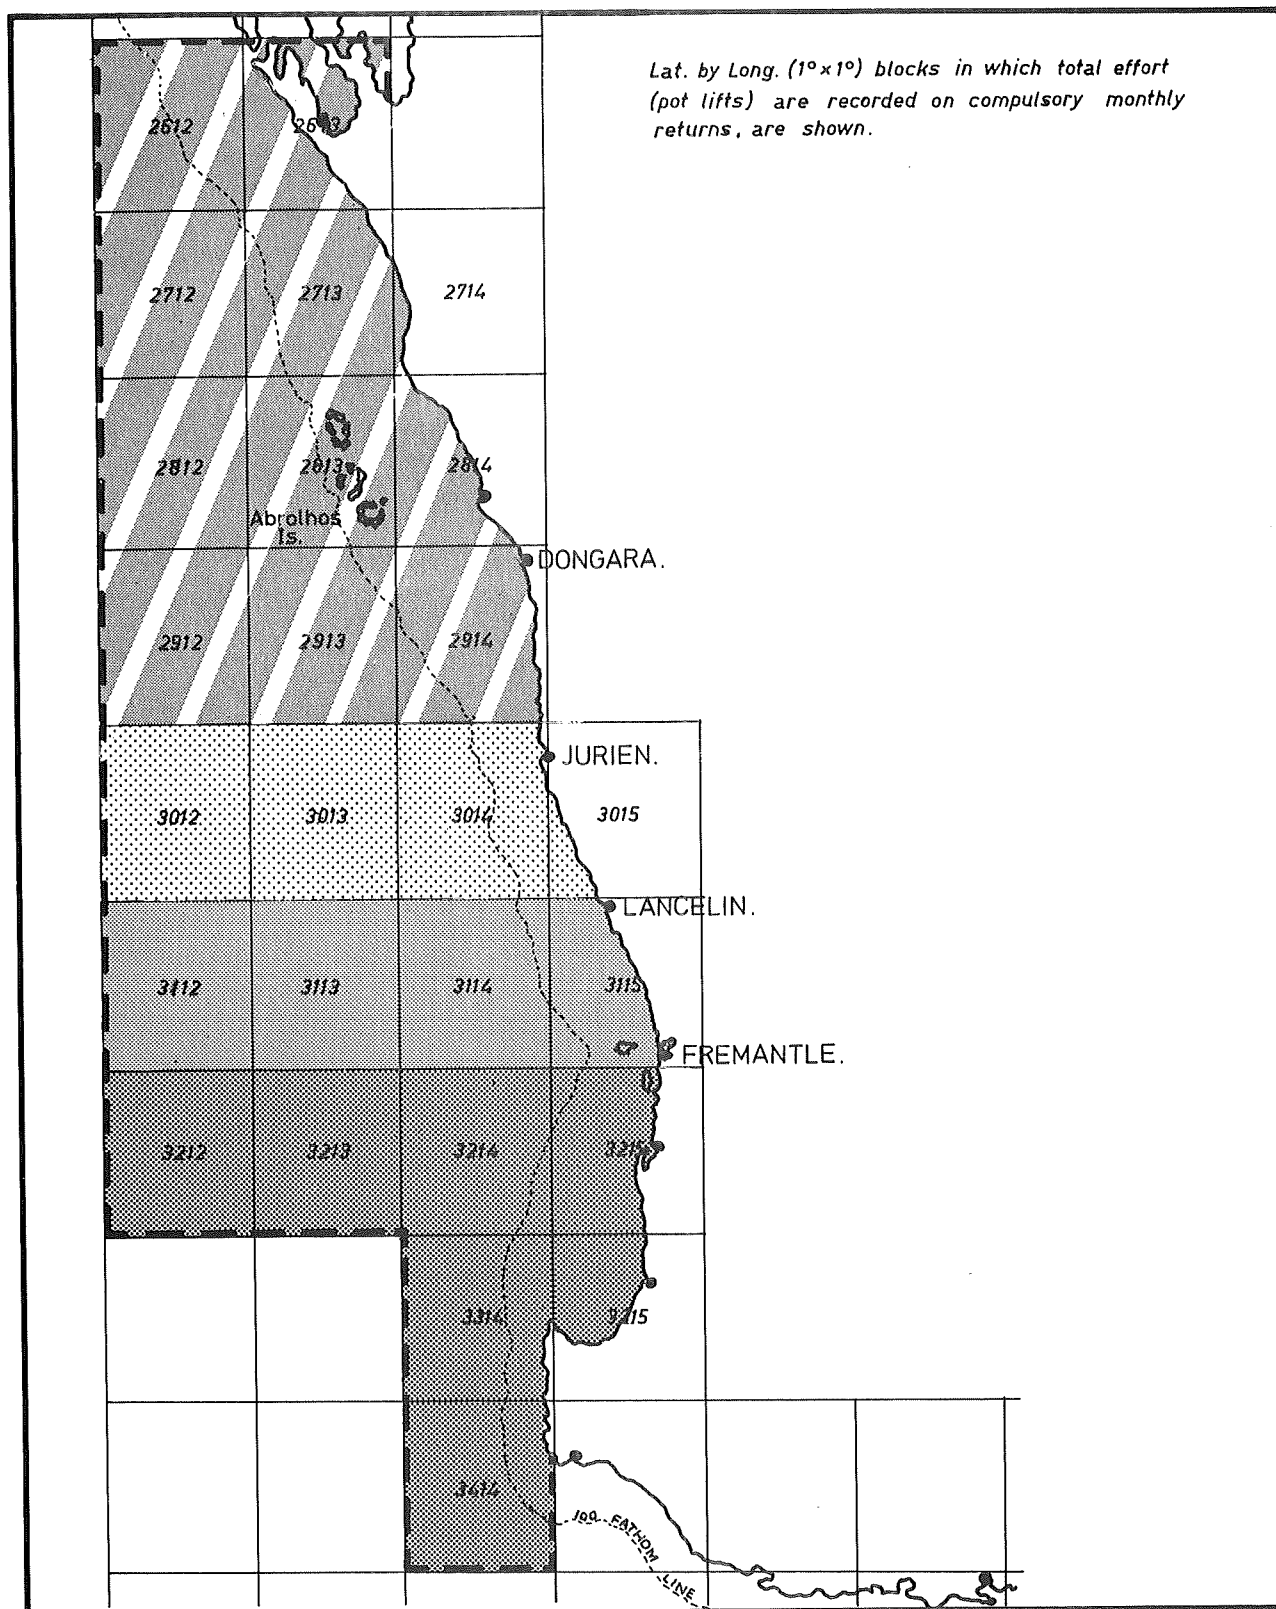 Lat. by Long. (1°x1°) blocks in which total effort
(pot lifts) are recorded on compulsory monthly
returns, are shown.
2612 2613
2712 2713 2714
2812 2813 2814
Abrolhos
Is.
DONGARA.
2912 2913 2914
JURIEN.
3012 3013 3014 3015
LANCELIN.
3112 3113 3114 3115
FREMANTLE.
3212 3213 3214 3215
3314
3414
100 FATHOM LINE